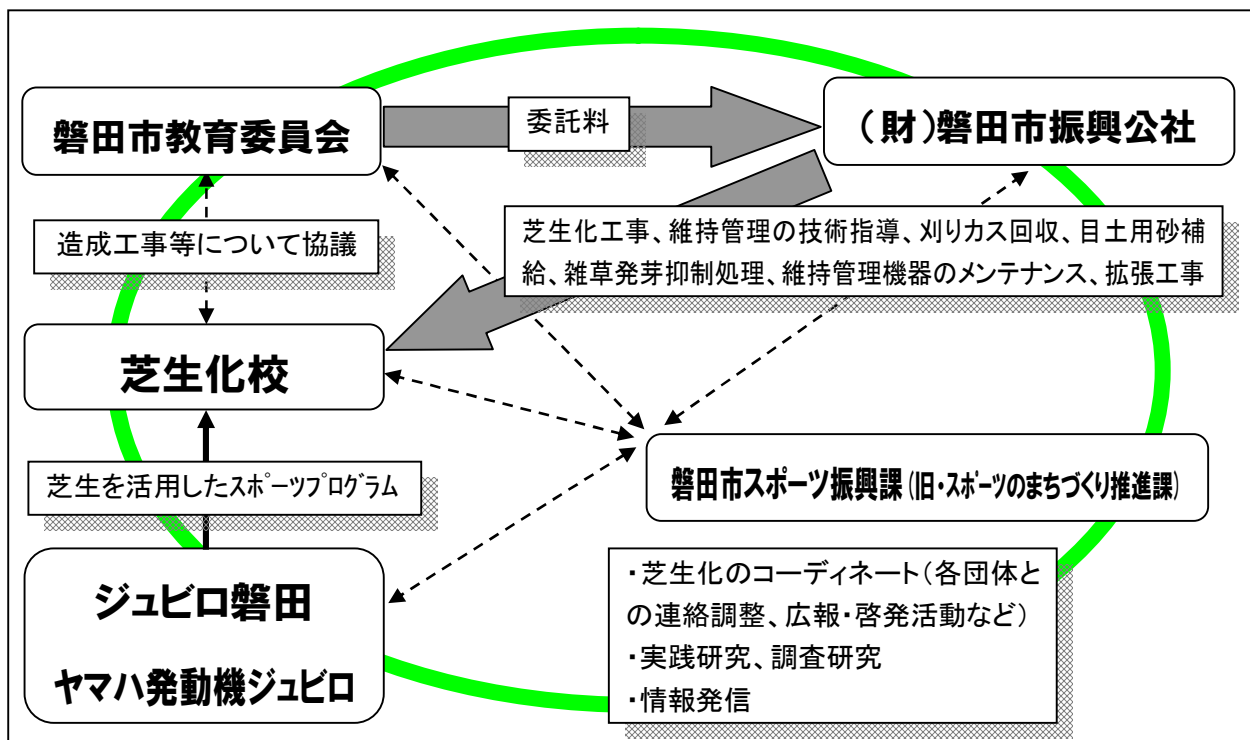 磐田市教育委員会
委託料
（財）磐田市振興公社
造成工事等について協議
芝生化工事、維持管理の技術指導、刈りカス回収、目土用砂補
給、雑草発芽抑制処理、維持管理機器のメンテナンス、拡張工事
芝生化校
芝生を活用したスポーツプログラム
磐田市スポーツ振興課（旧・スポーツのまちづくり推進課）
ジュビロ磐田
ヤマハ発動機ジュビロ
・芝生化のコーディネート（各団体と
の連絡調整、広報・啓発活動など）
・実践研究、調査研究
・情報発信